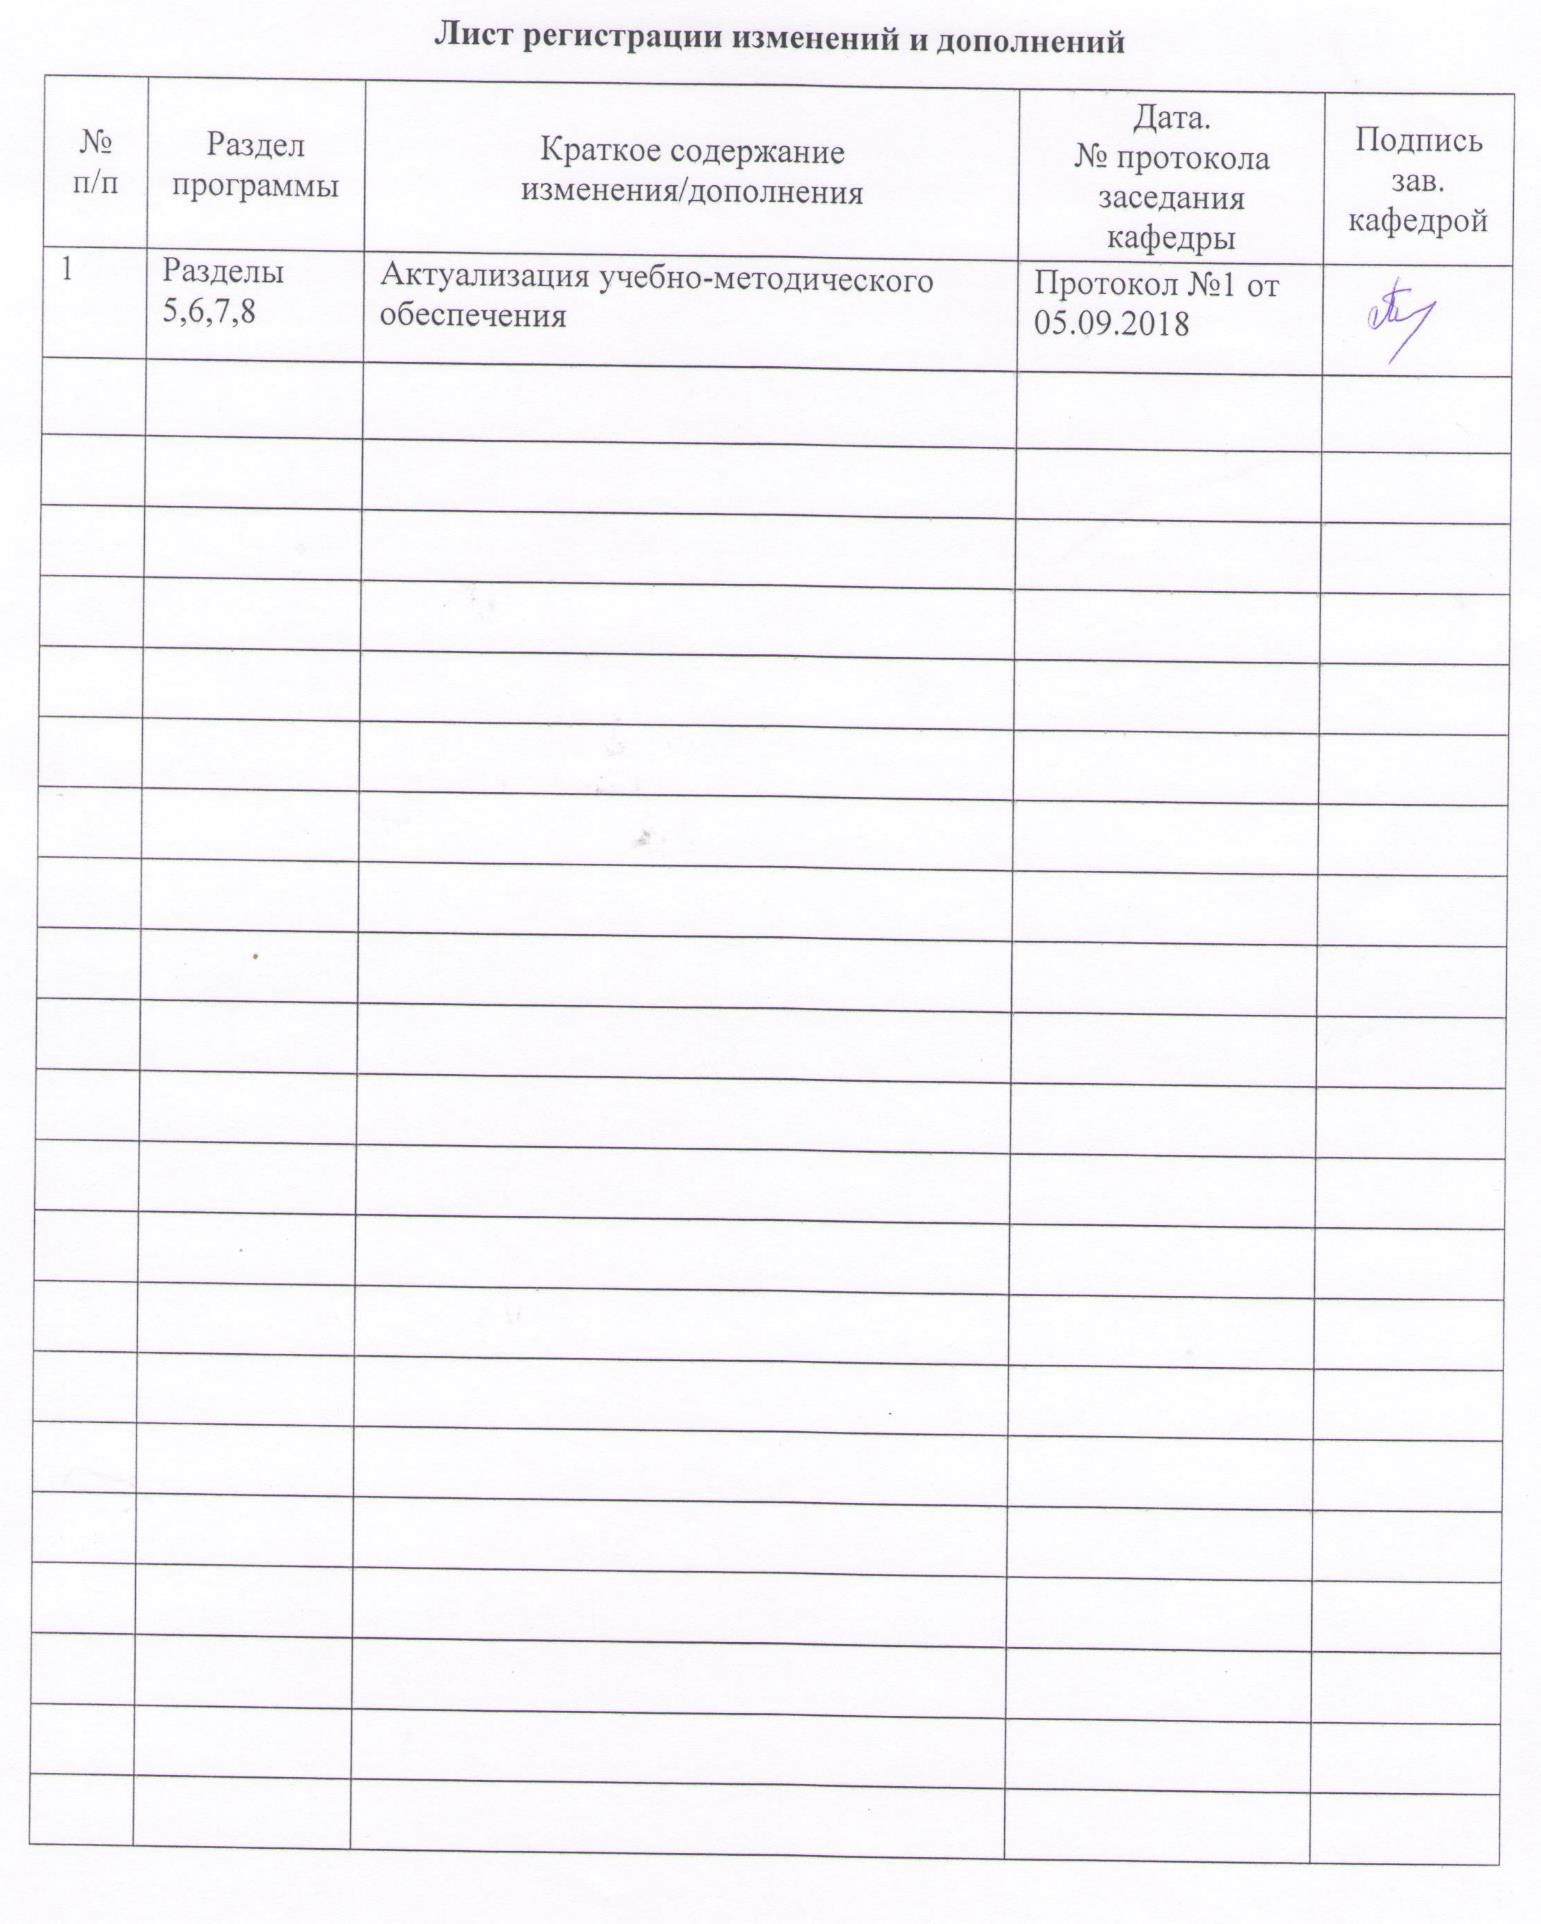 Лист регистрации изменений и дополнений
№
п/п
Раздел
программы
Краткое содержание
изменения/дополнения
Дата.
№ протокола
заседания
кафедры
Подпись
зав.
кафедрой
1
Разделы
5,6,7,8
Актуализация учебно-методического
обеспечения
Протокол №1 от
05.09.2018